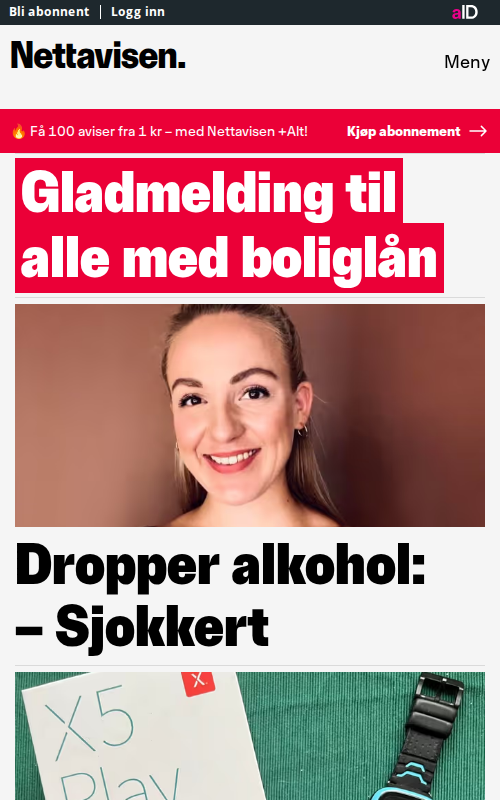 Bli abonnent
Logg inn
aID
Nettavisen.
Meny
🔥 Få 100 aviser fra 1 kr – med Nettavisen +Alt!
Kjøp abonnement →
Gladmelding til
alle med boliglån
Dropper alkohol:
– Sjokkert
X5
Play